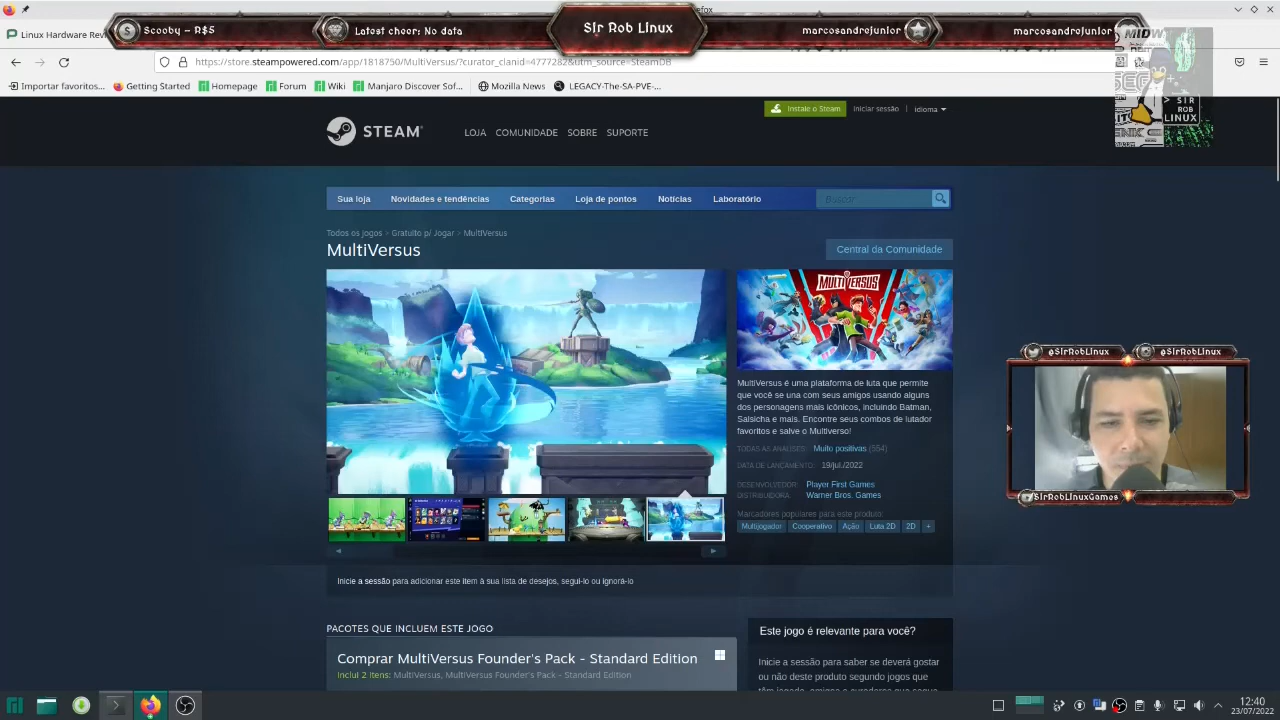 Scooby – R$5
Latest cheer: No data
Sir Rob Linux
marcosandrejunior
marcosandrejunior
Linux Hardware Rev
https://store.steampowered.com/app/1818750/MultiVersus/?curator_clanid=4777282&utm_source=SteamDB
Importar favoritos...
Getting Started
Homepage
Forum
Wiki
Manjaro Discover Sof...
Mozilla News
LEGACY-The-SA-PVE-...
> SIR
ROB
LINUX
Instale o Steam
iniciar sessão
idioma
STEAM
LOJA
COMUNIDADE
SOBRE
SUPORTE
Sua loja
Novidades e tendências
Categorias
Loja de pontos
Notícias
Laboratório
Buscar
Todos os jogos > Gratuito p/ Jogar > MultiVersus
MultiVersus
Central da Comunidade
MULTIVERSUS
MultiVersus é uma plataforma de luta que permite
que você se una com seus amigos usando alguns
dos personagens mais icônicos, incluindo Batman,
Salsicha e mais. Encontre seus combos de lutador
favoritos e salve o Multiverso!
TODAS AS ANÁLISES: Muito positivas (554)
DATA DE LANÇAMENTO: 19/jul./2022
DESENVOLVEDOR: Player First Games
DISTRIBUIDORA: Warner Bros. Games
Marcadores populares para este produto:
Multijogador
Cooperativo
Ação
Luta 2D
2D
+
@SirRobLinux
@SirRobLinux
SirRobLinuxGames
Inicie a sessão para adicionar este item à sua lista de desejos, segui-lo ou ignorá-lo
PACOTES QUE INCLUEM ESTE JOGO
Comprar MultiVersus Founder's Pack - Standard Edition
Inclui 2 itens: MultiVersus, MultiVersus Founder's Pack - Standard Edition
Este jogo é relevante para você?
Inicie a sessão para saber se deverá gostar
ou não deste produto segundo jogos que
12:40
23/07/2022